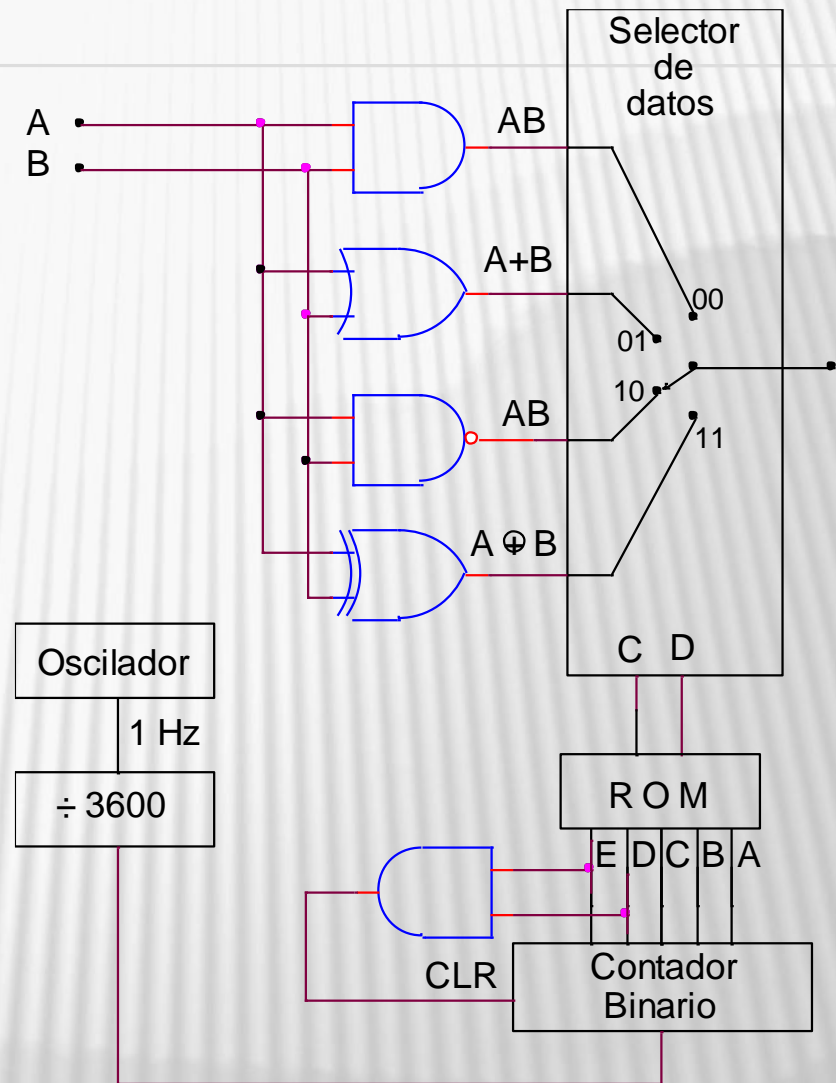 Selector
de
datos
A
B
AB
A+B
AB
A ⊕ B
00
01
10
11
C D
Oscilador
1 Hz
÷ 3600
R O M
E D C B A
CLR
Contador
Binario